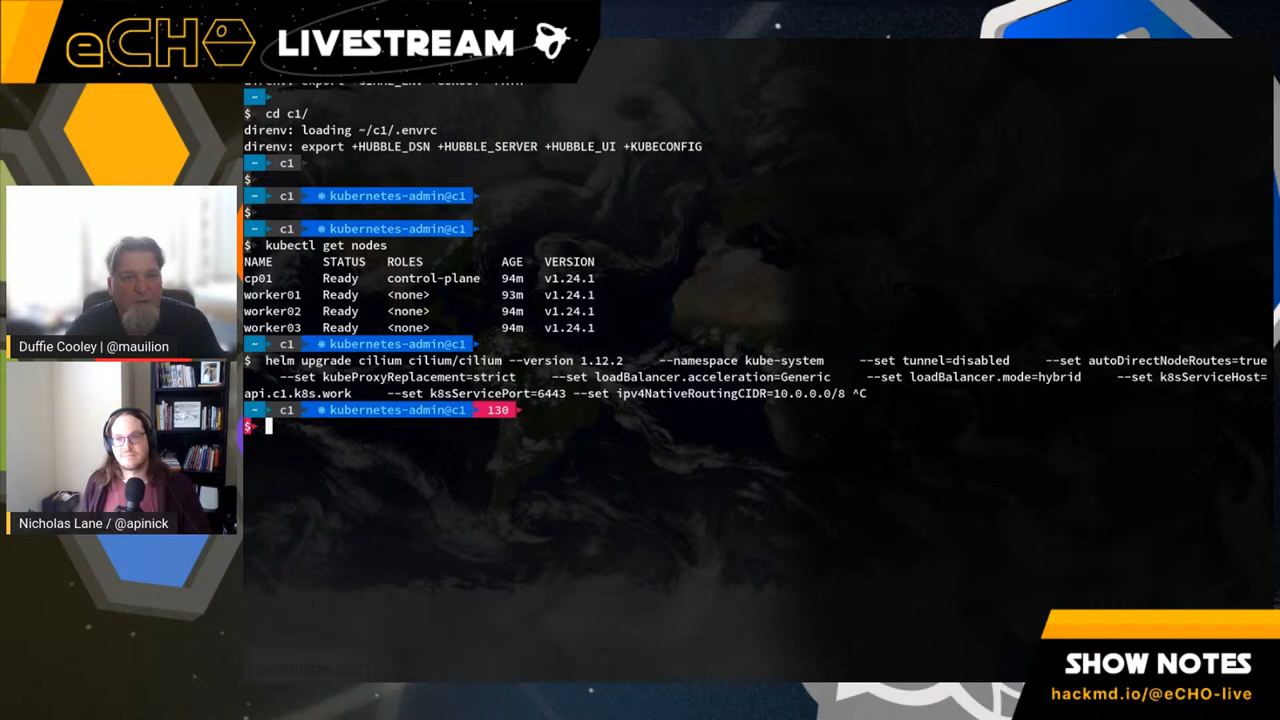 eCHO LIVESTREAM
~
$ cd c1/
direnv: loading ~/c1/.envrc
direnv: export +HUBBLE_DSN +HUBBLE_SERVER +HUBBLE_UI +KUBECONFIG
~ c1
$
~ c1 ⎈ kubernetes-admin@c1
$
~ c1 ⎈ kubernetes-admin@c1
$ kubectl get nodes
NAME STATUS ROLES AGE VERSION
cp01 Ready control-plane 94m v1.24.1
worker01 Ready <none> 93m v1.24.1
worker02 Ready <none> 94m v1.24.1
worker03 Ready <none> 94m v1.24.1
~ c1 ⎈ kubernetes-admin@c1
$ helm upgrade cilium cilium/cilium --version 1.12.2 --namespace kube-system --set tunnel=disabled --set autoDirectNodeRoutes=true
--set kubeProxyReplacement=strict --set loadBalancer.acceleration=Generic --set loadBalancer.mode=hybrid --set k8sServiceHost=
api.c1.k8s.work --set k8sServicePort=6443 --set ipv4NativeRoutingCIDR=10.0.0.0/8 ^C
~ c1 ⎈ kubernetes-admin@c1 130
$
Duffie Cooley | @mauilion
Nicholas Lane / @apinick
SHOW NOTES
hackmd.io/@eCHO-live